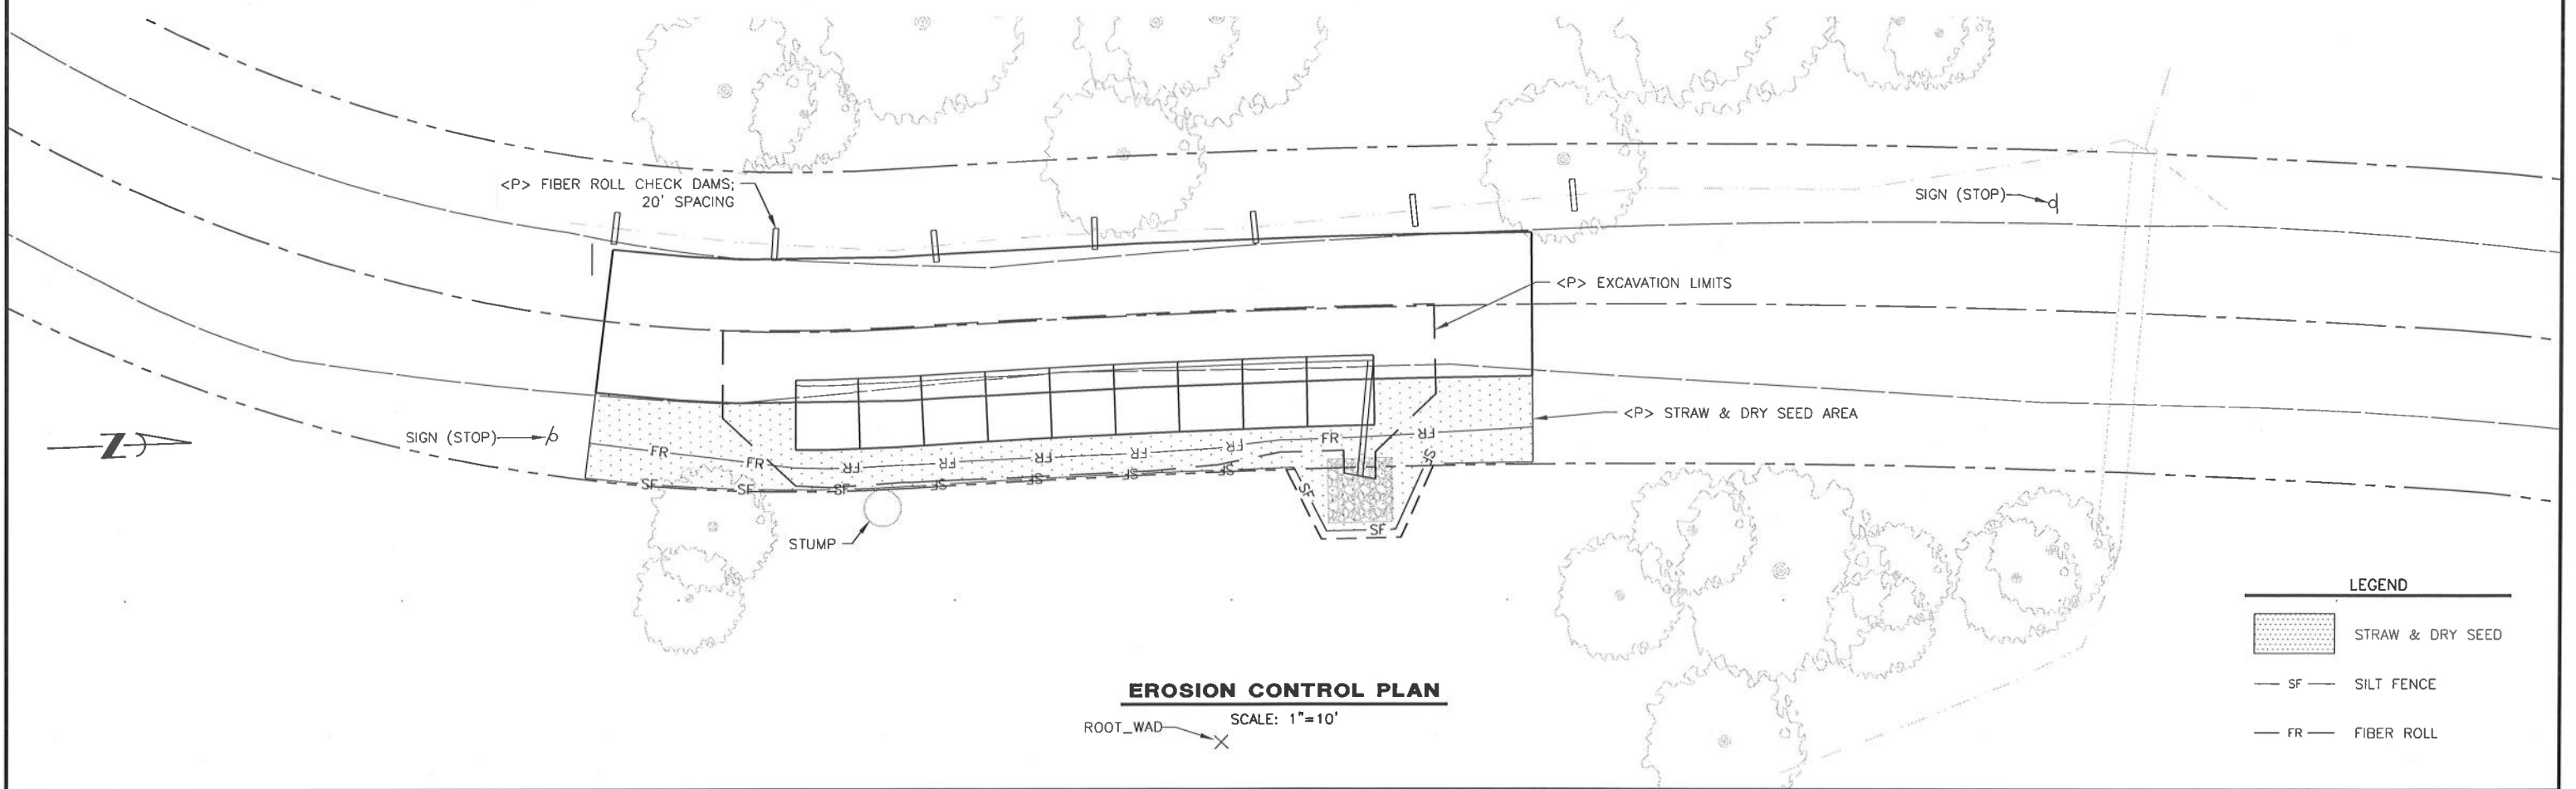 <P> FIBER ROLL CHECK DAMS;
20' SPACING
SIGN (STOP)
<P> EXCAVATION LIMITS
<P> STRAW & DRY SEED AREA
SIGN (STOP)
Z
FR
FR
FR
FR
FR
FR
FR
FR
FR
SF
SF
SF
SF
SF
SF
SF
SF
SF
SF
STUMP
EROSION CONTROL PLAN
SCALE: 1"=10'
ROOT_WAD
LEGEND
STRAW & DRY SEED
SF
SILT FENCE
FR
FIBER ROLL